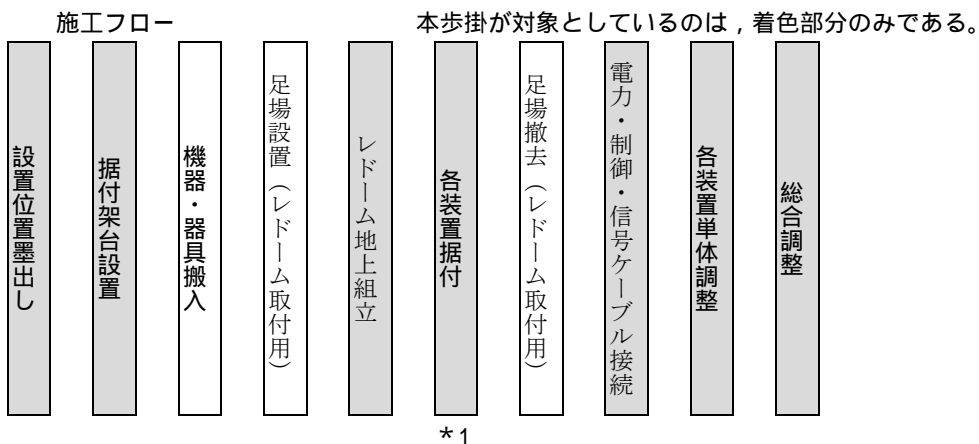 施工フロー
本歩掛が対象としているのは，着色部分のみである。
設置位置墨出し
据付架台設置
機器・器具搬入
足場設置（レドーム取付用）
レドーム地上組立
各装置据付
足場撤去（レドーム取付用）
電力・制御・信号ケーブル接続
各装置単体調整
総合調整
＊1